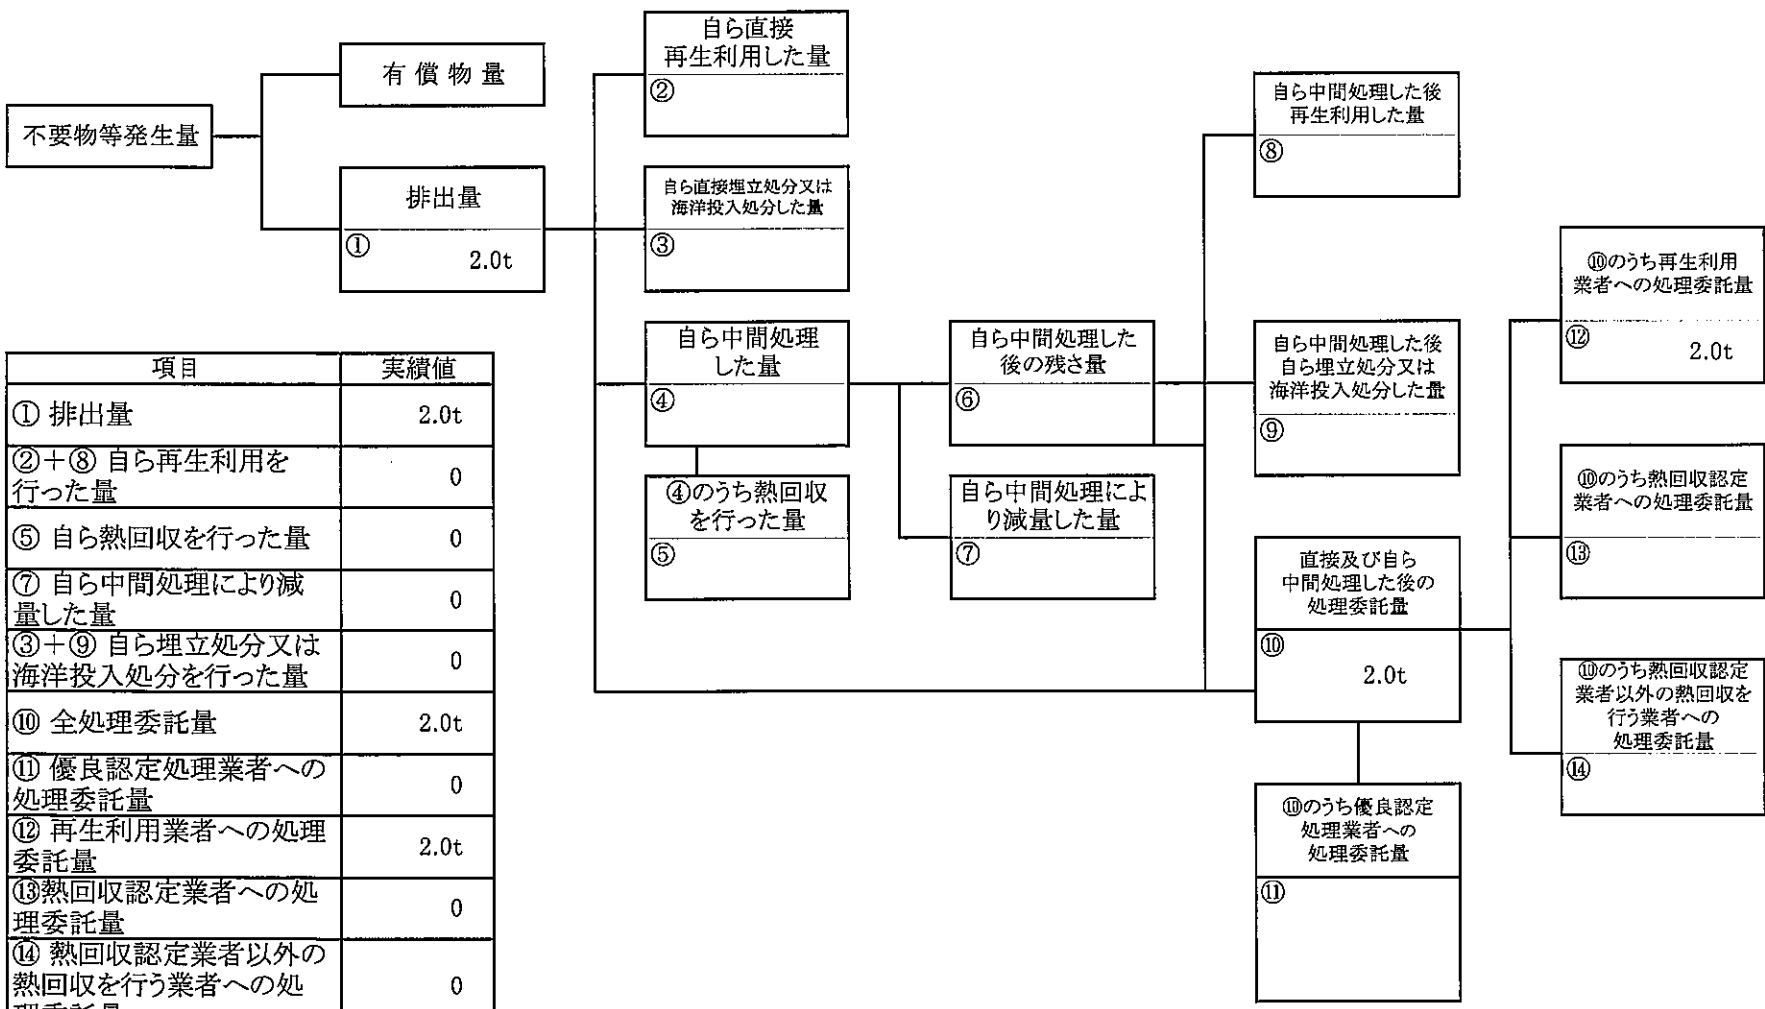 不要物等発生量
有償物量
排出量
①
2.0t
自ら直接
再生利用した量
②
自ら直接埋立処分又は
海洋投入処分した量
③
自ら中間処理
した量
④
④のうち熱回収
を行った量
⑤
自ら中間処理した
後の残さ量
⑥
自ら中間処理によ
り減量した量
⑦
自ら中間処理した後
再生利用した量
⑧
自ら中間処理した後
自ら埋立処分又は
海洋投入処分した量
⑨
直接及び自ら
中間処理した後の
処理委託量
⑩
2.0t
⑩のうち優良認定
処理業者への
処理委託量
⑪
⑩のうち再生利用
業者への処理委託量
⑫
2.0t
⑩のうち熱回収認定
業者への処理委託量
⑬
⑩のうち熱回収認定
業者以外の熱回収を
行う業者への
処理委託量
⑭
項目 実績値
① 排出量 2.0t
②+⑧ 自ら再生利用を
行った量 0
⑤ 自ら熱回収を行った量 0
⑦ 自ら中間処理により減
量した量 0
③+⑨ 自ら埋立処分又は
海洋投入処分を行った量 0
⑩ 全処理委託量 2.0t
⑪ 優良認定処理業者への
処理委託量 0
⑫ 再生利用業者への処理
委託量 2.0t
⑬熱回収認定業者への処
理委託量 0
⑭ 熱回収認定業者以外の
熱回収を行う業者への処 0